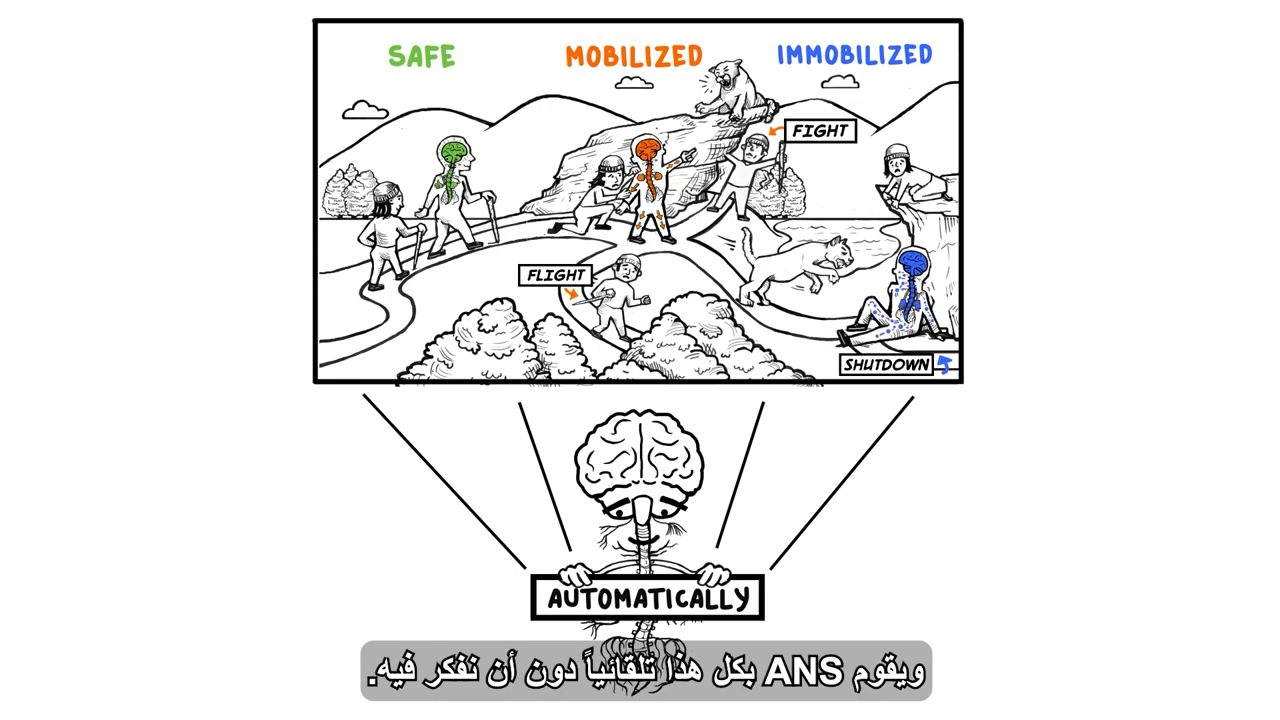 SAFE
MOBILIZED
IMMOBILIZED
FIGHT
FLIGHT
SHUTDOWN
AUTOMATICALLY
ويقوم ANS بكل هذا تلقائياً دون أن نفكر فيه.